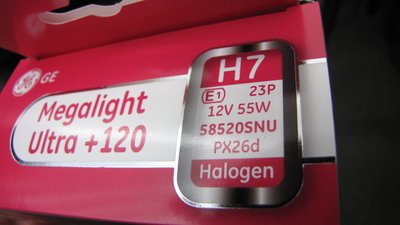 GE
Megalight
Ultra +120
H7
E1 23P
12V 55W
58520SNU
PX26d
Halogen